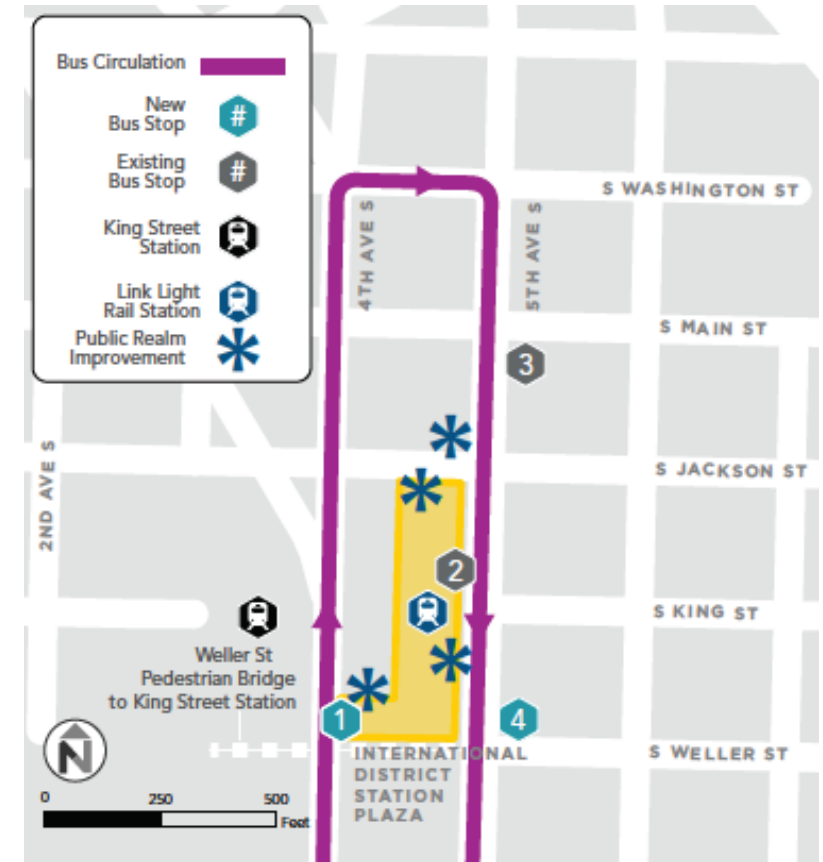 Bus Circulation
New
Bus Stop
#
Existing
Bus Stop
#
King Street
Station
Link Light
Rail Station
Public Realm
Improvement
S WASHINGTON ST
4TH AVE S
5TH AVE S
S MAIN ST
3
2ND AVE S
S JACKSON ST
2
S KING ST
Weller St
Pedestrian Bridge
to King Street Station
1
4
N
INTERNATIONAL
DISTRICT
STATION
PLAZA
S WELLER ST
0 250 500
Feet